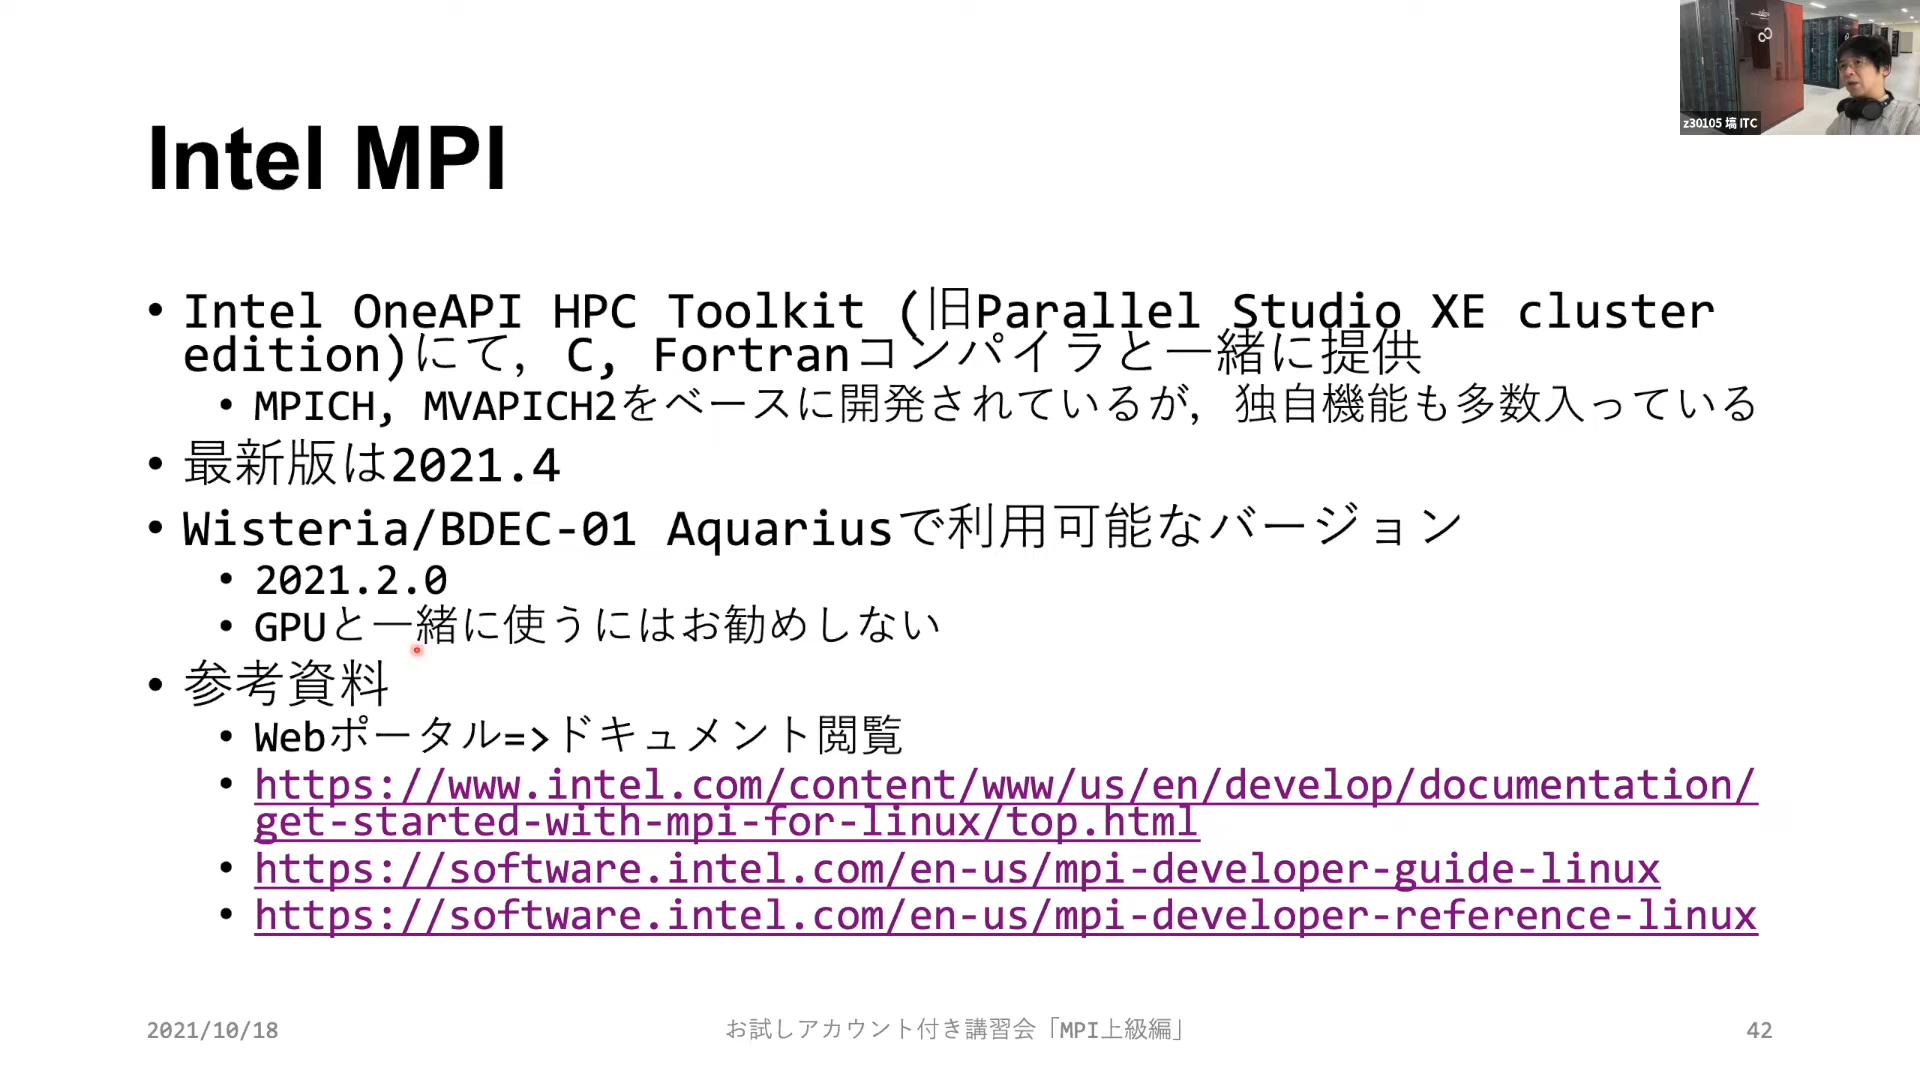 z30105 塙 ITC
Intel MPI
• Intel OneAPI HPC Toolkit (旧Parallel Studio XE cluster
edition)にて, C, Fortranコンパイラと一緒に提供
• MPICH, MVAPICH2をベースに開発されているが, 独自機能も多数入っている
• 最新版は2021.4
• Wisteria/BDEC-01 Aquariusで利用可能なバージョン
• 2021.2.0
• GPUと一緒に使うにはお勧めしない
• 参考資料
• Webポータル=>ドキュメント閲覧
• https://www.intel.com/content/www/us/en/develop/documentation/
get-started-with-mpi-for-linux/top.html
• https://software.intel.com/en-us/mpi-developer-guide-linux
• https://software.intel.com/en-us/mpi-developer-reference-linux
2021/10/18
お試しアカウント付き講習会「MPI上級編」
42